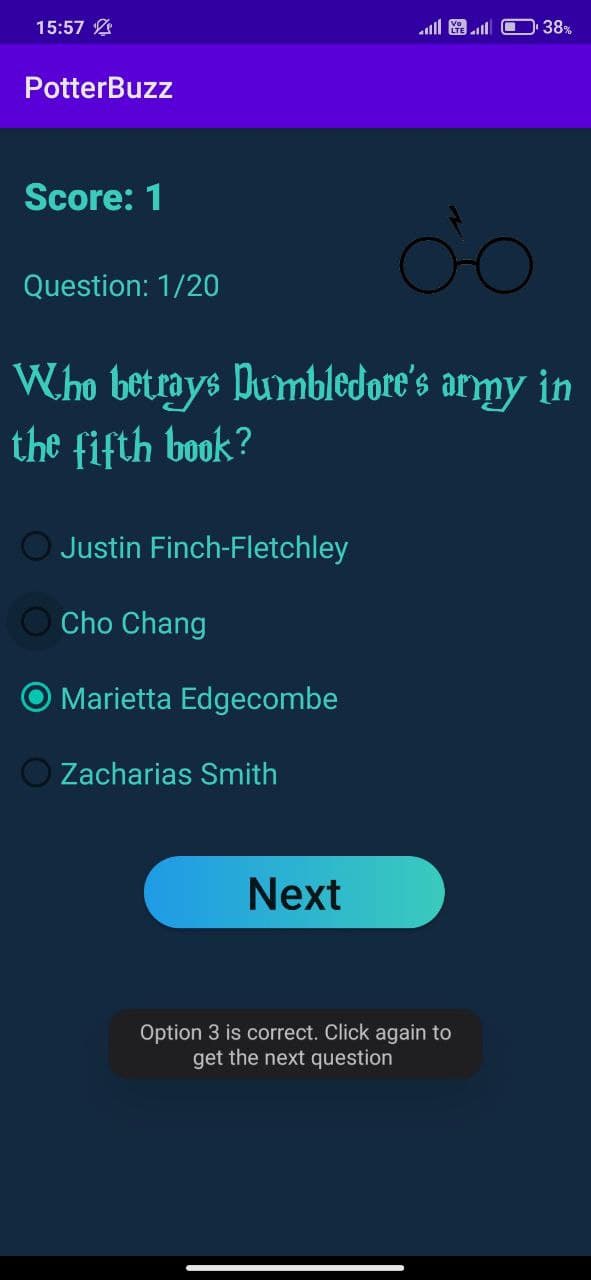 15:57 Vo LTE 38%
PotterBuzz
Score: 1
Question: 1/20
Who betrays Dumbledore's army in
the fifth book?
Justin Finch-Fletchley
Cho Chang
Marietta Edgecombe
Zacharias Smith
Next
Option 3 is correct. Click again to
get the next question